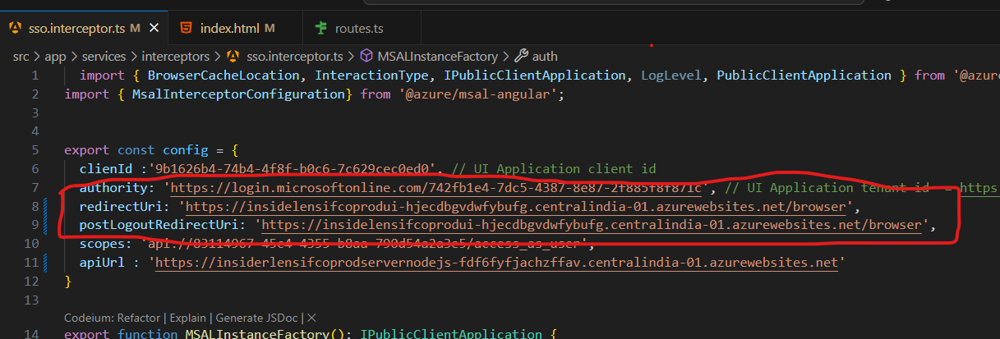 sso.interceptor.ts M index.html M routes.ts
src > app > services > interceptors > sso.interceptor.ts > MSALInstanceFactory > auth
1 import { BrowserCacheLocation, InteractionType, IPublicClientApplication, LogLevel, PublicClientApplication } from '@azure
2 import { MsalInterceptorConfiguration} from '@azure/msal-angular';
3
4
5 export const config = {
6 clienId :'9b1626b4-74b4-4f8f-b0c6-7c629cec0ed0', // UI Application client id
7 authority: 'https://login.microsoftonline.com/742fb1e4-7dc5-4387-8e87-2f885f8f871c', // UI Application tenant id = https
8 redirectUri: 'https://insidelensifcoprodui-hjecdbgvdwfybufg.centralindia-01.azurewebsites.net/browser',
9 postLogoutRedirectUri: 'https://insidelensifcoprodui-hjecdbgvdwfybufg.centralindia-01.azurewebsites.net/browser',
10 scopes: 'api://83114967-45c4-4355-b8aa-790d54a2a3e5/access_as_user',
11 apiUrl : 'https://insiderlensifcoprodservernodejs-fdf6fyfjachzffav.centralindia-01.azurewebsites.net'
12 }
13
Codeium: Refactor | Explain | Generate JSDoc | X
14 export function MSALInstanceFactory(): IPublicClientApplication {